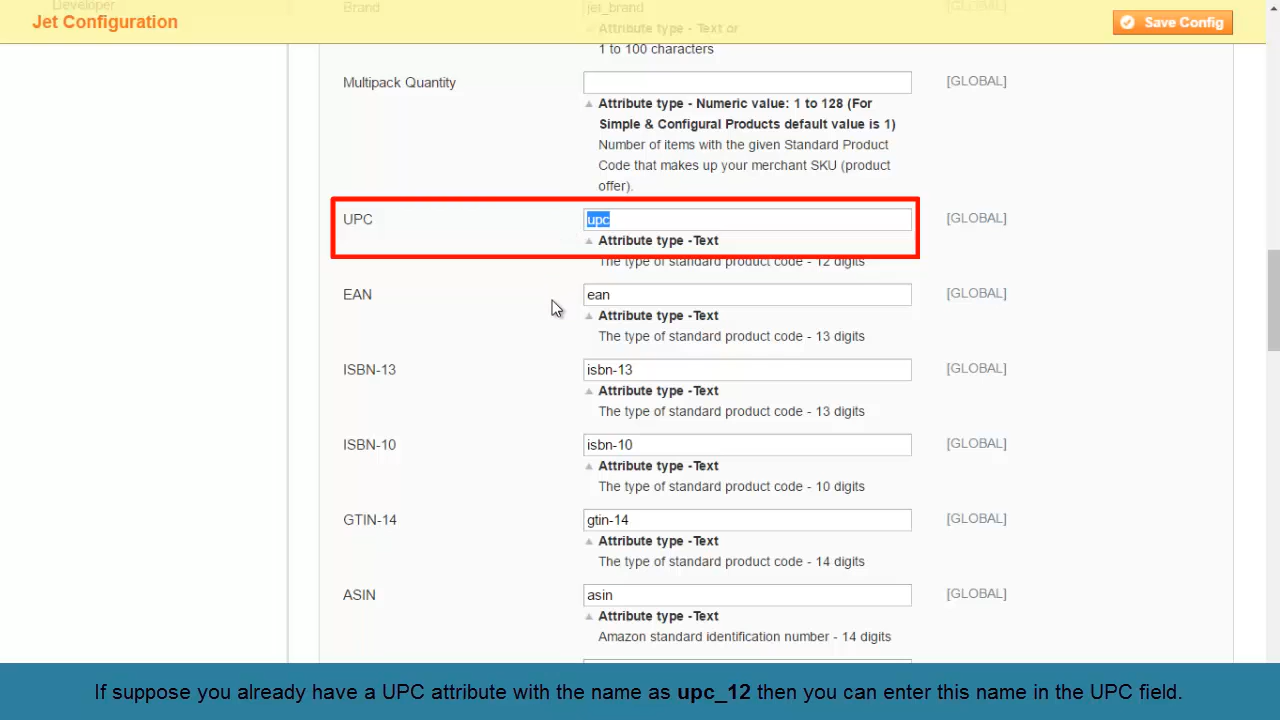 Developer
Brand jet_brand [GLOBAL]
Jet Configuration Save Config
Attribute type - Text or
1 to 100 characters
Multipack Quantity [GLOBAL]
Attribute type - Numeric value: 1 to 128 (For
Simple & Configural Products default value is 1)
Number of items with the given Standard Product
Code that makes up your merchant SKU (product
offer).
UPC upc [GLOBAL]
Attribute type -Text
The type of standard product code - 12 digits
EAN ean [GLOBAL]
Attribute type -Text
The type of standard product code - 13 digits
ISBN-13 isbn-13 [GLOBAL]
Attribute type -Text
The type of standard product code - 13 digits
ISBN-10 isbn-10 [GLOBAL]
Attribute type -Text
The type of standard product code - 10 digits
GTIN-14 gtin-14 [GLOBAL]
Attribute type -Text
The type of standard product code - 14 digits
ASIN asin [GLOBAL]
Attribute type -Text
Amazon standard identification number - 14 digits
If suppose you already have a UPC attribute with the name as upc_12 then you can enter this name in the UPC field.